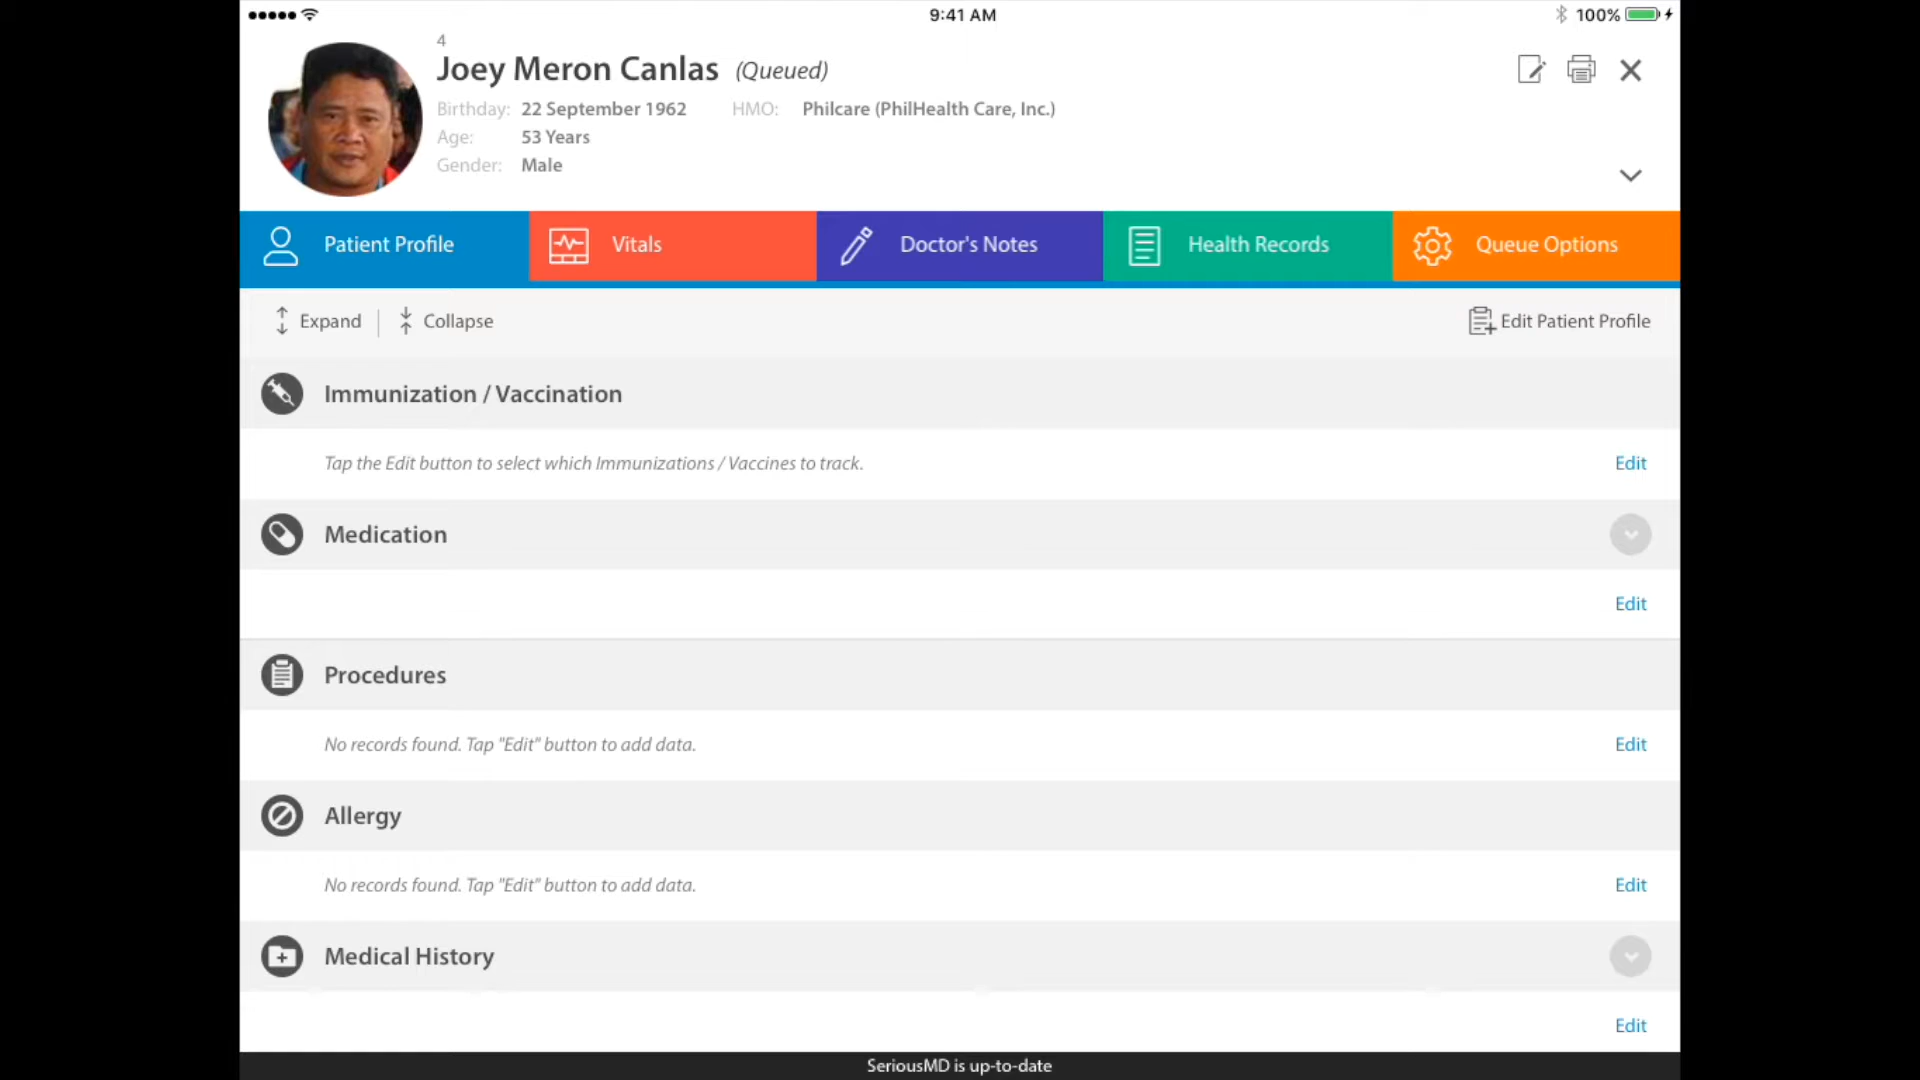 9:41 AM
100%
4
Joey Meron Canlas (Queued)
Birthday: 22 September 1962 HMO: Philcare (PhilHealth Care, Inc.)
Age: 53 Years
Gender: Male
Patient Profile Vitals Doctor's Notes Health Records Queue Options
Expand Collapse Edit Patient Profile
Immunization / Vaccination
Tap the Edit button to select which Immunizations / Vaccines to track. Edit
Medication
Edit
Procedures
No records found. Tap "Edit" button to add data. Edit
Allergy
No records found. Tap "Edit" button to add data. Edit
Medical History
Edit
SeriousMD is up-to-date